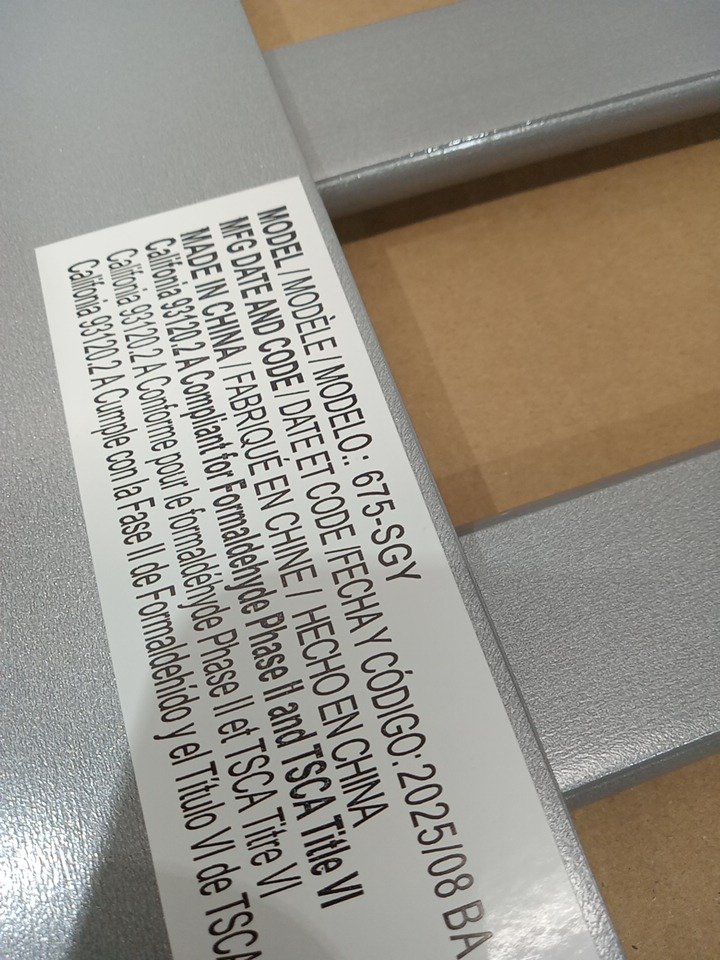 MODEL / MODÈLE / MODELO : 675-SGY
MFG DATE AND CODE / DATE ET CODE /FECHA Y CÓDIGO: 2025/08 BA
MADE IN CHINA / FABRIQUÉ EN CHINE / HECHO EN CHINA
Califonia 93120.2 A Compliant for Formaldehyde Phase II and TSCA Title VI
Califonia 93120.2 A Conforme pour le formaldéhyde Phase II et TSCA Titre VI
Califonia 93120.2 A Cumple con la Fase II de Formaldehído y el Título VI de TSCA